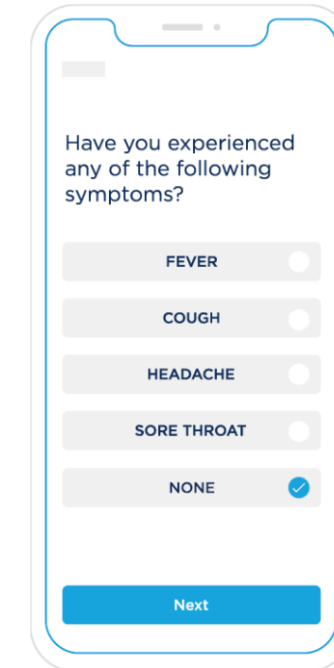 Have you experienced
any of the following
symptoms?
FEVER
COUGH
HEADACHE
SORE THROAT
NONE
Next